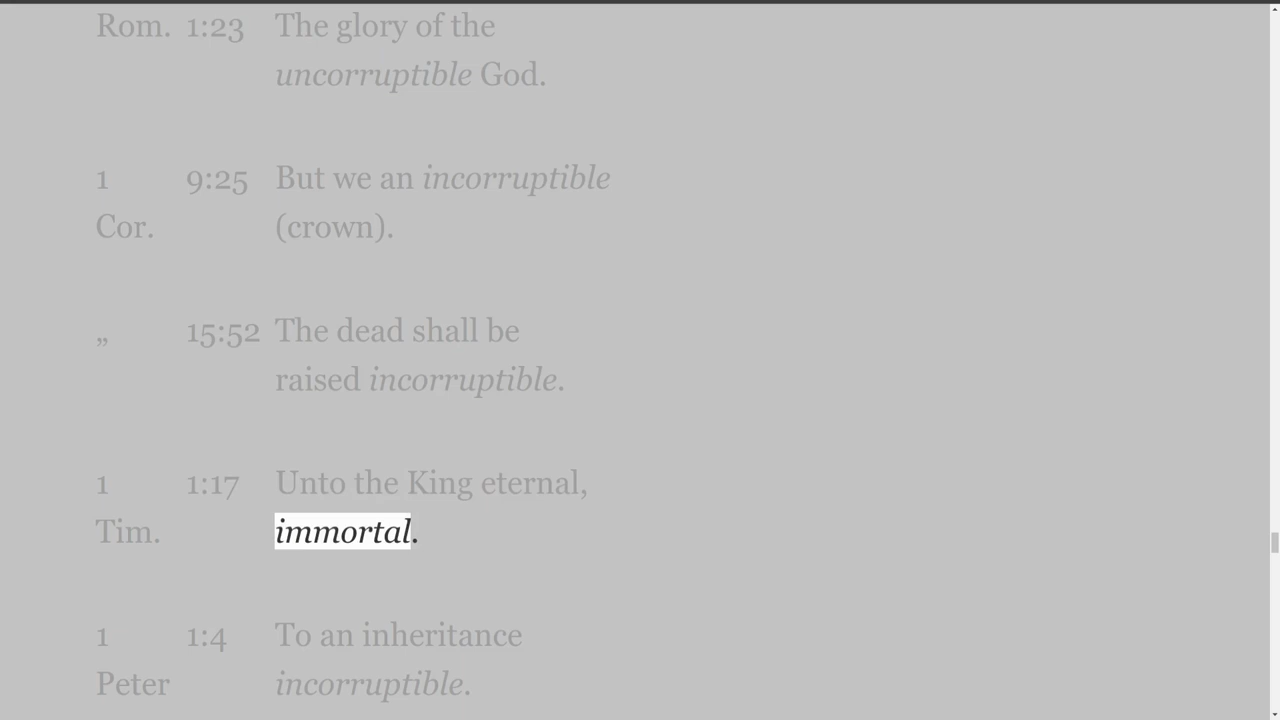 Rom. 1:23 The glory of the
uncorruptible God.
1 9:25 But we an incorruptible
Cor. (crown).
„ 15:52 The dead shall be
raised incorruptible.
1 1:17 Unto the King eternal,
Tim. immortal.
1 1:4 To an inheritance
Peter incorruptible.